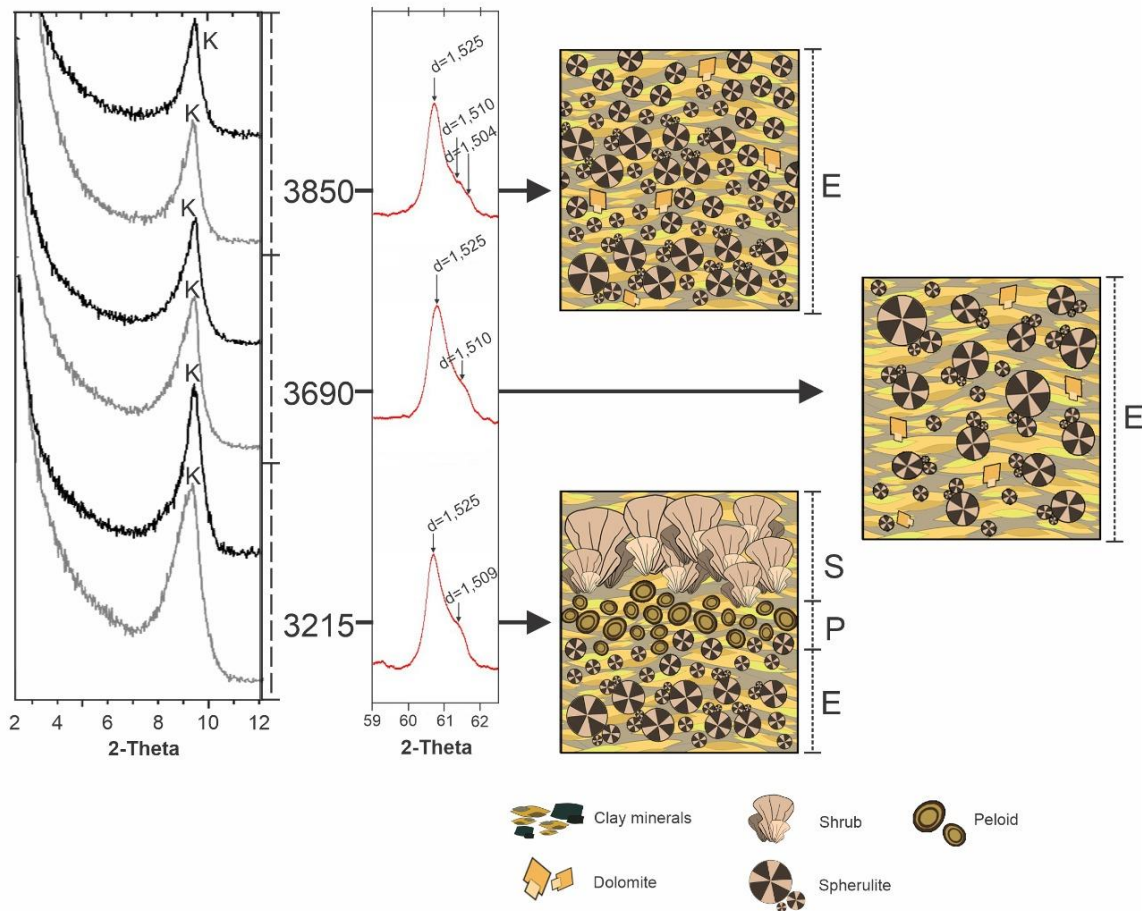 K
K
K
K
K
K
2 4 6 8 10 12
2-Theta
3850
3690
3215
d=1,525
d=1,510
d=1,504
d=1,525
d=1,510
d=1,525
d=1,509
59 60 61 62
2-Theta
E
E
S
P
E
Clay minerals
Shrub
Peloid
Dolomite
Spherulite